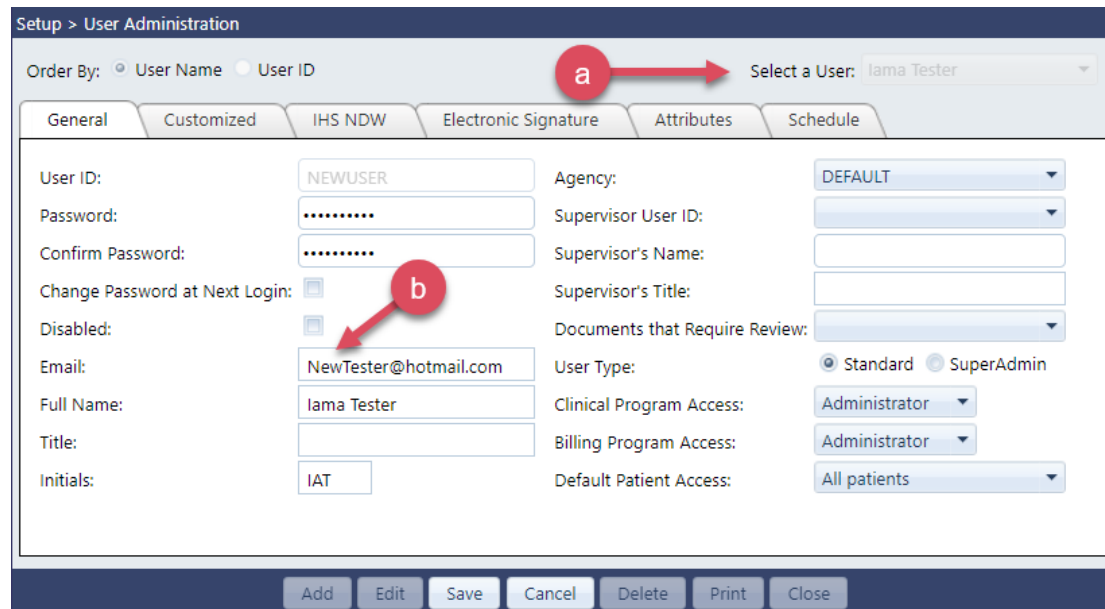 Setup > User Administration
Order By: User Name User ID a Select a User: Iama Tester
General Customized IHS NDW Electronic Signature Attributes Schedule
User ID: NEWUSER Agency: DEFAULT
Password: •••••••••• Supervisor User ID:
Confirm Password: •••••••••• Supervisor's Name:
Change Password at Next Login: b Supervisor's Title:
Disabled: Documents that Require Review:
Email: NewTester@hotmail.com User Type: Standard SuperAdmin
Full Name: Iama Tester Clinical Program Access: Administrator
Title: Billing Program Access: Administrator
Initials: IAT Default Patient Access: All patients
Add Edit Save Cancel Delete Print Close